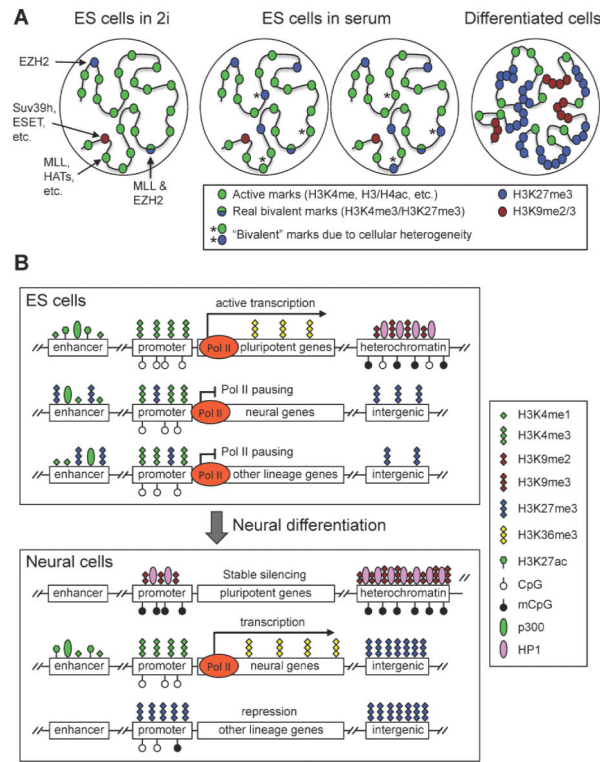 A
ES cells in 2i
ES cells in serum
Differentiated cells
EZH2
Suv39h,
ESET,
etc.
MLL,
HATs,
etc.
MLL &
EZH2
*
*
*
*
*
*
Active marks (H3K4me, H3/H4ac, etc.)
H3K27me3
Real bivalent marks (H3K4me3/H3K27me3)
H3K9me2/3
*
*
"Bivalent" marks due to cellular heterogeneity
B
ES cells
active transcription
enhancer
promoter
Pol II
pluripotent genes
heterochromatin
Pol II pausing
enhancer
promoter
Pol II
neural genes
intergenic
Pol II pausing
enhancer
promoter
Pol II
other lineage genes
intergenic
Neural differentiation
Neural cells
Stable silencing
enhancer
promoter
pluripotent genes
heterochromatin
transcription
enhancer
promoter
Pol II
neural genes
intergenic
repression
enhancer
promoter
other lineage genes
intergenic
H3K4me1
H3K4me3
H3K9me2
H3K9me3
H3K27me3
H3K36me3
H3K27ac
CpG
mCpG
p300
HP1